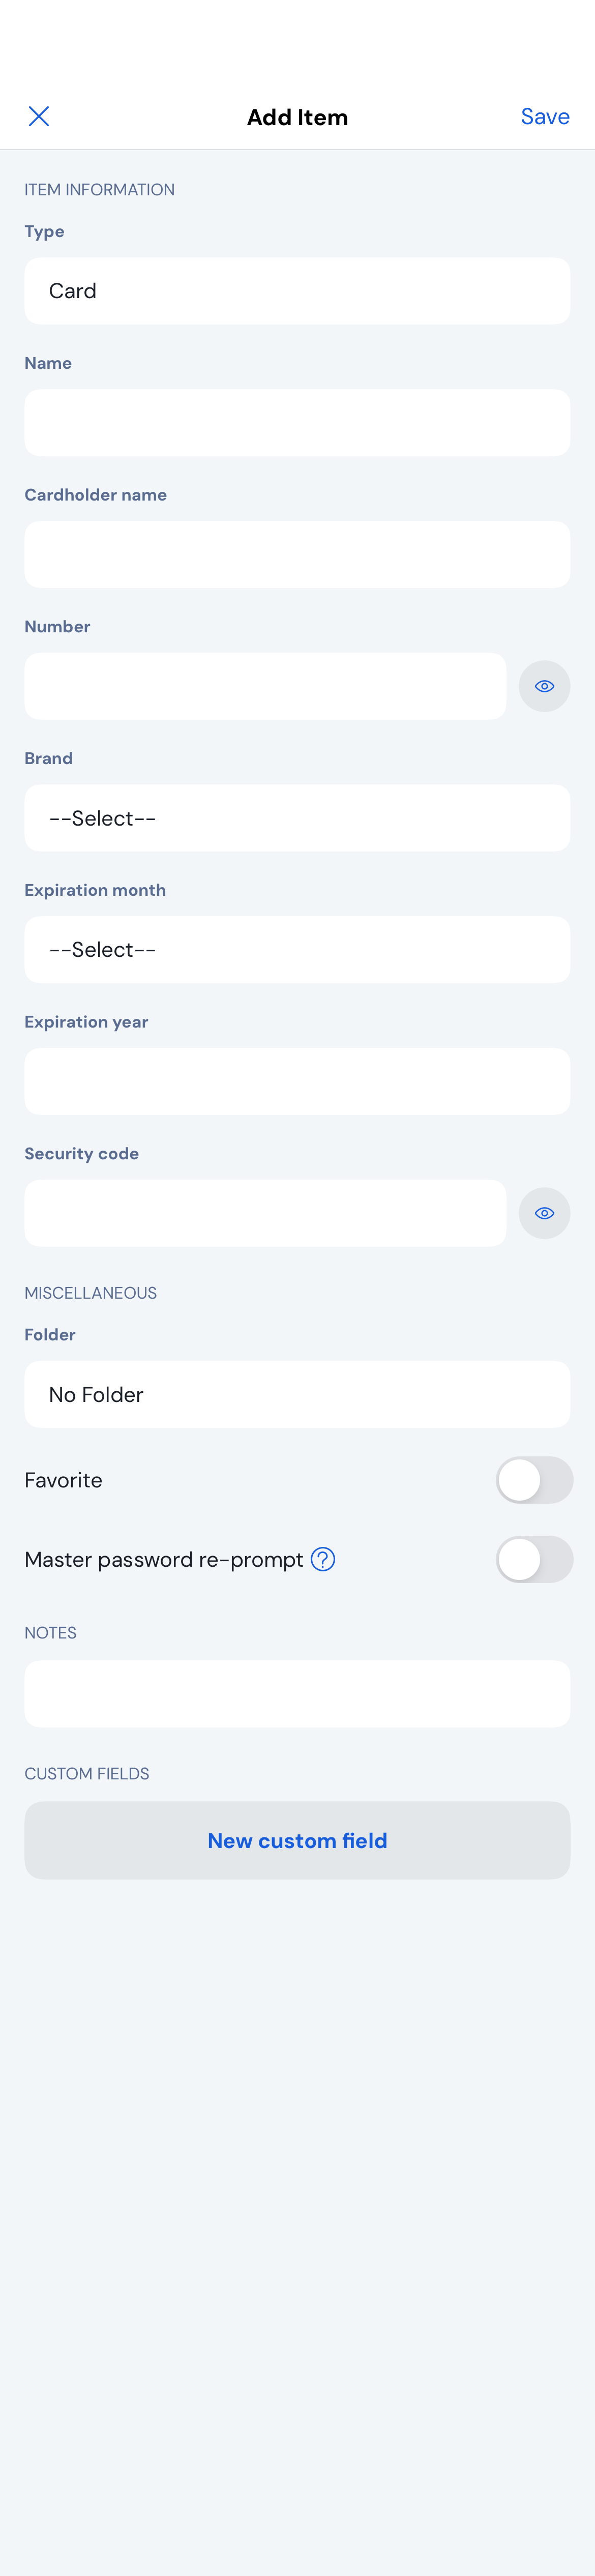 Add Item
Save
ITEM INFORMATION
Type
Card
Name
Cardholder name
Number
Brand
--Select--
Expiration month
--Select--
Expiration year
Security code
MISCELLANEOUS
Folder
No Folder
Favorite
Master password re-prompt ?
NOTES
CUSTOM FIELDS
New custom field